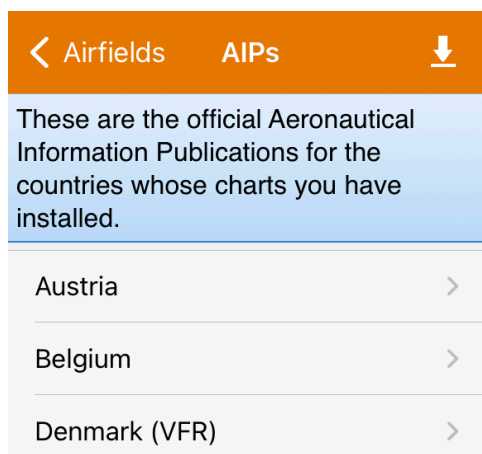 Airfields AIPs
These are the official Aeronautical
Information Publications for the
countries whose charts you have
installed.
Austria
Belgium
Denmark (VFR)